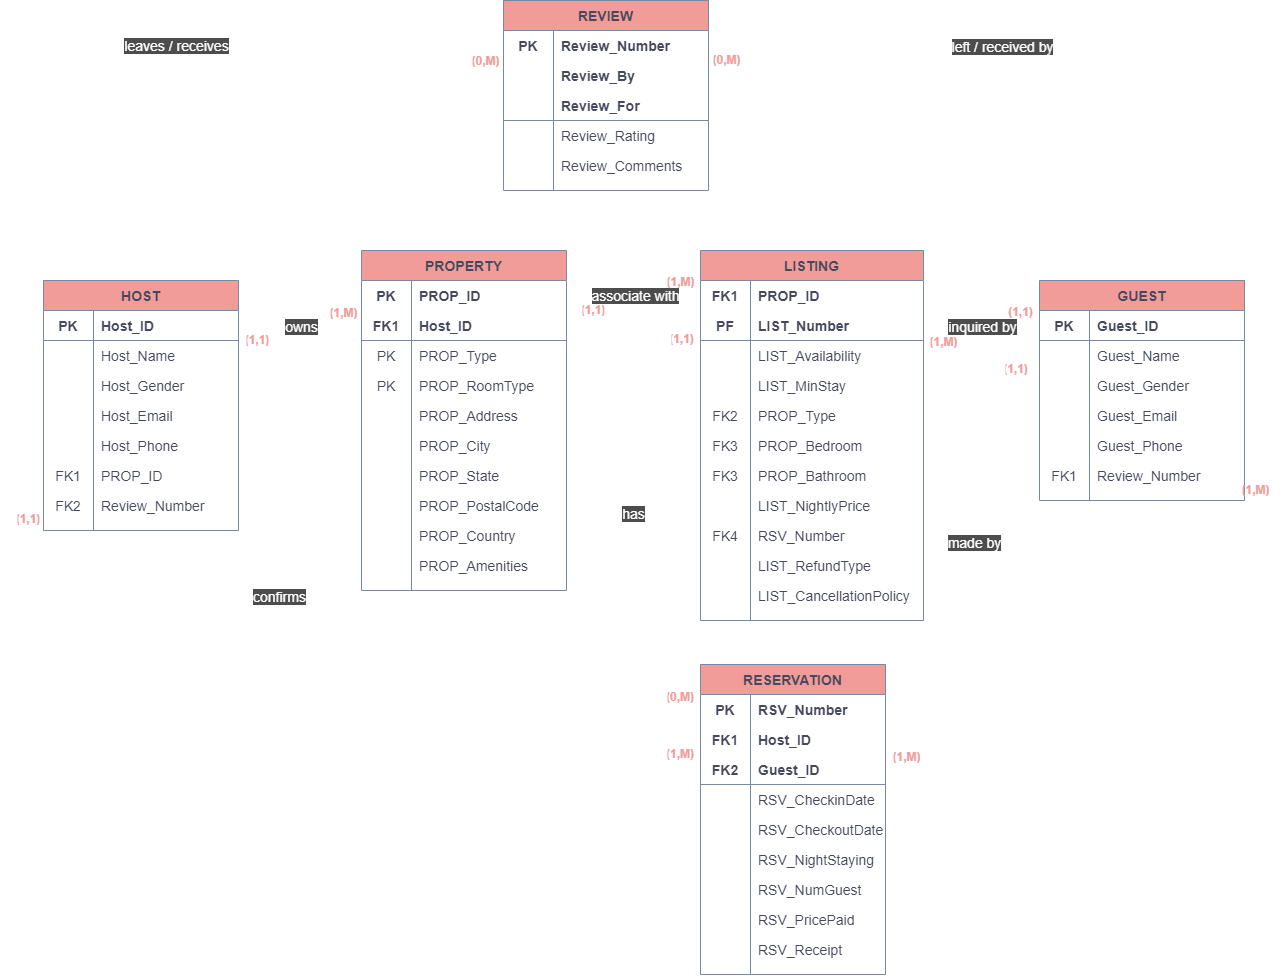 REVIEW
leaves / receives
PK Review_Number
left / received by
(0,M)
(0,M)
Review_By
Review_For
Review_Rating
Review_Comments
HOST
PK Host_ID
(1,1)
Host_Name
Host_Gender
Host_Email
Host_Phone
FK1 PROP_ID
FK2 Review_Number
(1,1)
owns
confirms
PROPERTY
(1,M)
PK PROP_ID
FK1 Host_ID
PK PROP_Type
PK PROP_RoomType
PROP_Address
PROP_City
PROP_State
PROP_PostalCode
PROP_Country
PROP_Amenities
associate with
(1,M)
(1,1)
(1,1)
has
LISTING
FK1 PROP_ID
PF LIST_Number
LIST_Availability
LIST_MinStay
FK2 PROP_Type
FK3 PROP_Bedroom
FK3 PROP_Bathroom
LIST_NightlyPrice
FK4 RSV_Number
LIST_RefundType
LIST_CancellationPolicy
inquired by
(1,M)
(1,1)
(1,1)
made by
GUEST
PK Guest_ID
Guest_Name
Guest_Gender
Guest_Email
Guest_Phone
FK1 Review_Number
(1,M)
RESERVATION
(0,M)
PK RSV_Number
FK1 Host_ID
(1,M)
(1,M)
FK2 Guest_ID
RSV_CheckinDate
RSV_CheckoutDate
RSV_NightStaying
RSV_NumGuest
RSV_PricePaid
RSV_Receipt